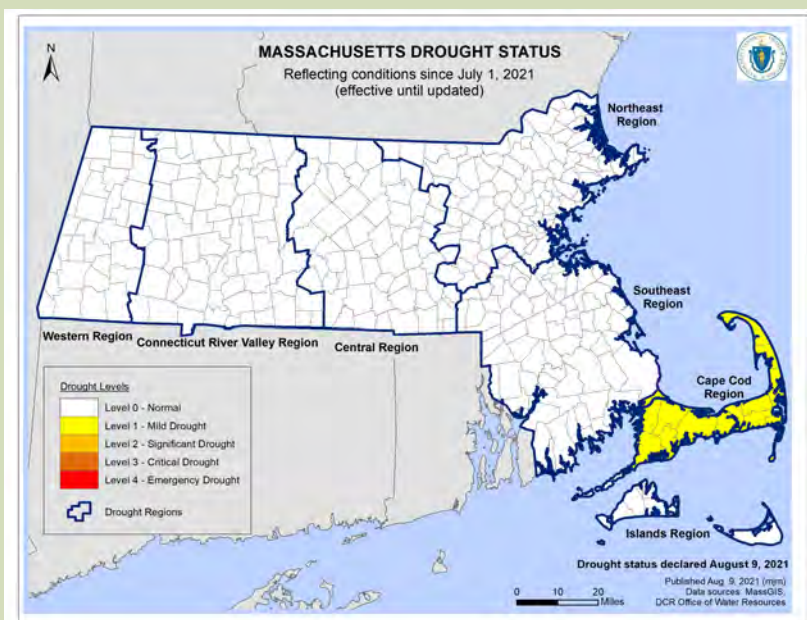 N
MASSACHUSETTS DROUGHT STATUS
Reflecting conditions since July 1, 2021
(effective until updated)
Northeast
Region
Southeast
Region
Western Region
Connecticut River Valley Region
Central Region
Cape Cod
Region
Drought Levels
Level 0 - Normal
Level 1 - Mild Drought
Level 2 - Significant Drought
Level 3 - Critical Drought
Level 4 - Emergency Drought
Drought Regions
Islands Region
Drought status declared August 9, 2021
Published Aug 9, 2021 (mjm)
Data sources: MassGIS,
DCR Office of Water Resources
0 10 20
Miles